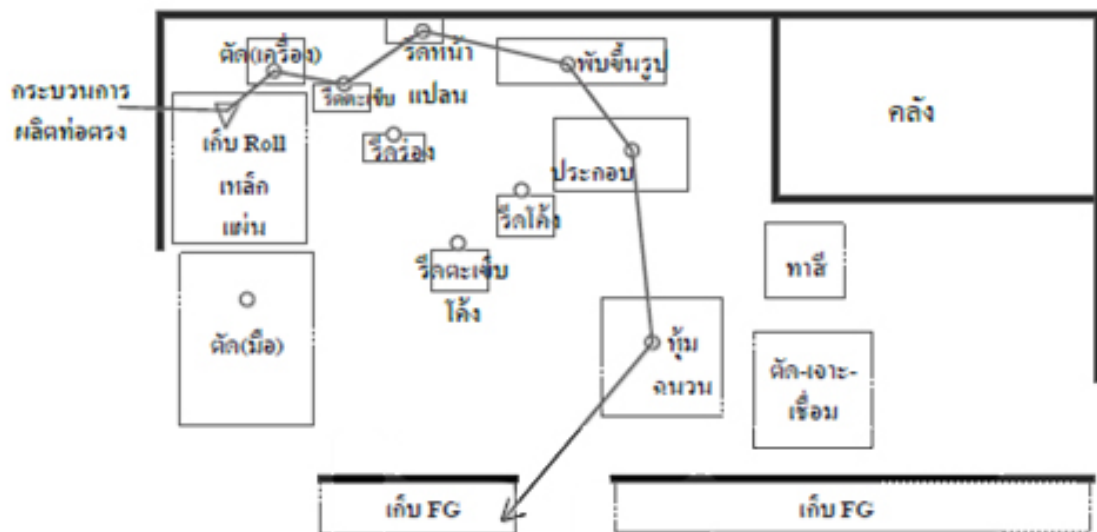 กระบวนการ
ผลิตท่อตรง
ตัด(เครื่อง)
รีดตะเข็บ
รีดหน้า
แปลน
พับขึ้นรูป
คลัง
เก็บ Roll
เหล็ก
แผ่น
รีดร่อง
ประกอบ
รีดโค้ง
รีดตะเข็บ
โค้ง
ทาสี
ตัด(มือ)
หุ้ม
ฉนวน
ตัด-เจาะ-
เชื่อม
เก็บ FG
เก็บ FG